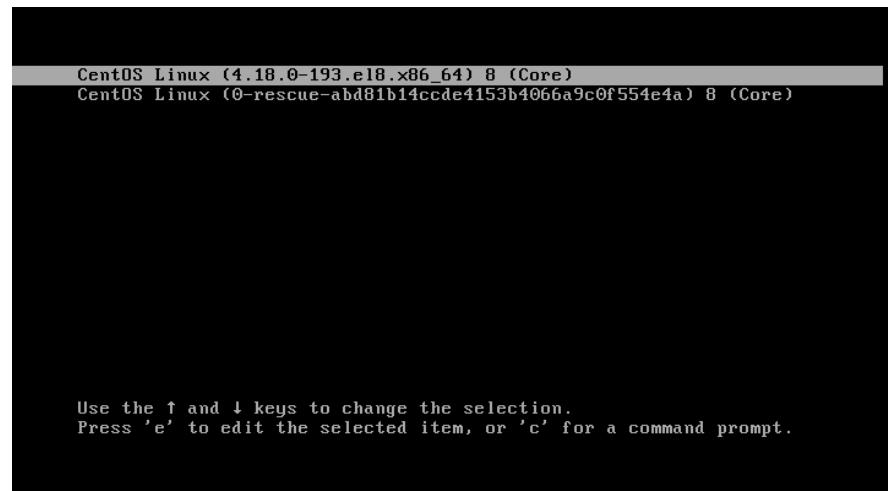 CentOS Linux (4.18.0-193.el8.x86_64) 8 (Core)
CentOS Linux (0-rescue-abd81b14ccde4153b4066a9c0f554e4a) 8 (Core)
Use the ↑ and ↓ keys to change the selection.
Press 'e' to edit the selected item, or 'c' for a command prompt.